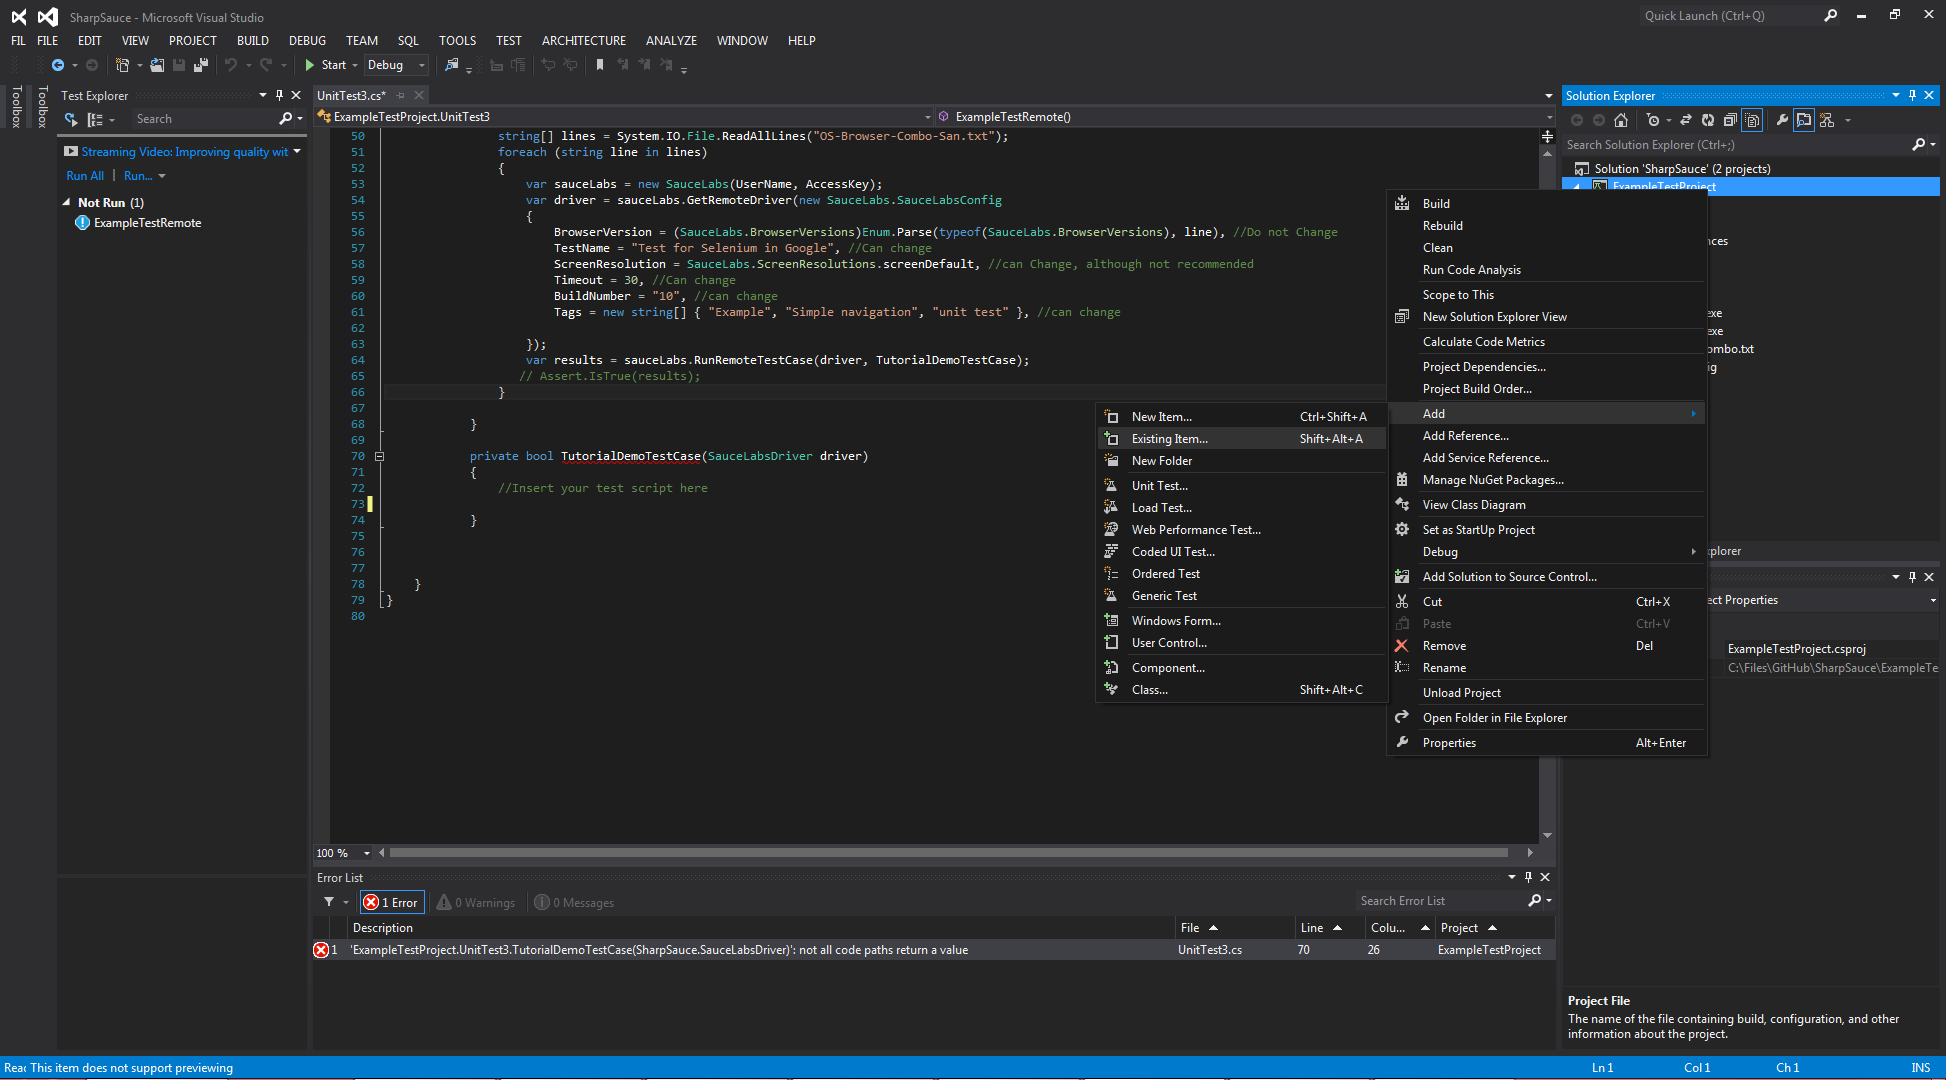 SharpSauce - Microsoft Visual Studio
Quick Launch (Ctrl+Q)
FIL FILE EDIT VIEW PROJECT BUILD DEBUG TEAM SQL TOOLS TEST ARCHITECTURE ANALYZE WINDOW HELP
Start Debug
Toolbox
Toolbox
Test Explorer
Search
Streaming Video: Improving quality wit
Run All | Run...
Not Run (1)
ExampleTestRemote
UnitTest3.cs*
ExampleTestProject.UnitTest3
ExampleTestRemote()
50 string[] lines = System.IO.File.ReadAllLines("OS-Browser-Combo-San.txt");
51 foreach (string line in lines)
52 {
53 var sauceLabs = new SauceLabs(UserName, AccessKey);
54 var driver = sauceLabs.GetRemoteDriver(new SauceLabs.SauceLabsConfig
55 {
56 BrowserVersion = (SauceLabs.BrowserVersions)Enum.Parse(typeof(SauceLabs.BrowserVersions), line), //Do not Change
57 TestName = "Test for Selenium in Google", //Can change
58 ScreenResolution = SauceLabs.ScreenResolutions.screenDefault, //can Change, although not recommended
59 Timeout = 30, //Can change
60 BuildNumber = "10", //can change
61 Tags = new string[] { "Example", "Simple navigation", "unit test" }, //can change
62
63 });
64 var results = sauceLabs.RunRemoteTestCase(driver, TutorialDemoTestCase);
65 // Assert.IsTrue(results);
66 }
67
68 }
69
70 private bool TutorialDemoTestCase(SauceLabsDriver driver)
71 {
72 //Insert your test script here
73
74 }
75
76
77
78 }
79 }
80
100 %
New Item... Ctrl+Shift+A
Existing Item... Shift+Alt+A
New Folder
Unit Test...
Load Test...
Web Performance Test...
Coded UI Test...
Ordered Test
Generic Test
Windows Form...
User Control...
Component...
Class... Shift+Alt+C
Build
Rebuild
Clean
Run Code Analysis
Scope to This
New Solution Explorer View
Calculate Code Metrics
Project Dependencies...
Project Build Order...
Add
Add Reference...
Add Service Reference...
Manage NuGet Packages...
View Class Diagram
Set as StartUp Project
Debug
Add Solution to Source Control...
Cut Ctrl+X
Paste Ctrl+V
Remove Del
Rename
Unload Project
Open Folder in File Explorer
Properties Alt+Enter
Solution Explorer
Search Solution Explorer (Ctrl+;)
Solution 'SharpSauce' (2 projects)
ExampleTestProject
nces
exe
exe
ombo.txt
ig
plorer
ect Properties
ExampleTestProject.csproj
C:\Files\GitHub\SharpSauce\ExampleTe
Project File
The name of the file containing build, configuration, and other
information about the project.
Error List
1 Error 0 Warnings 0 Messages
Search Error List
Description File Line Colu... Project
1 'ExampleTestProject.UnitTest3.TutorialDemoTestCase(SharpSauce.SauceLabsDriver)': not all code paths return a value UnitTest3.cs 70 26 ExampleTestProject
Reac This item does not support previewing
Ln 1 Col 1 Ch 1 INS